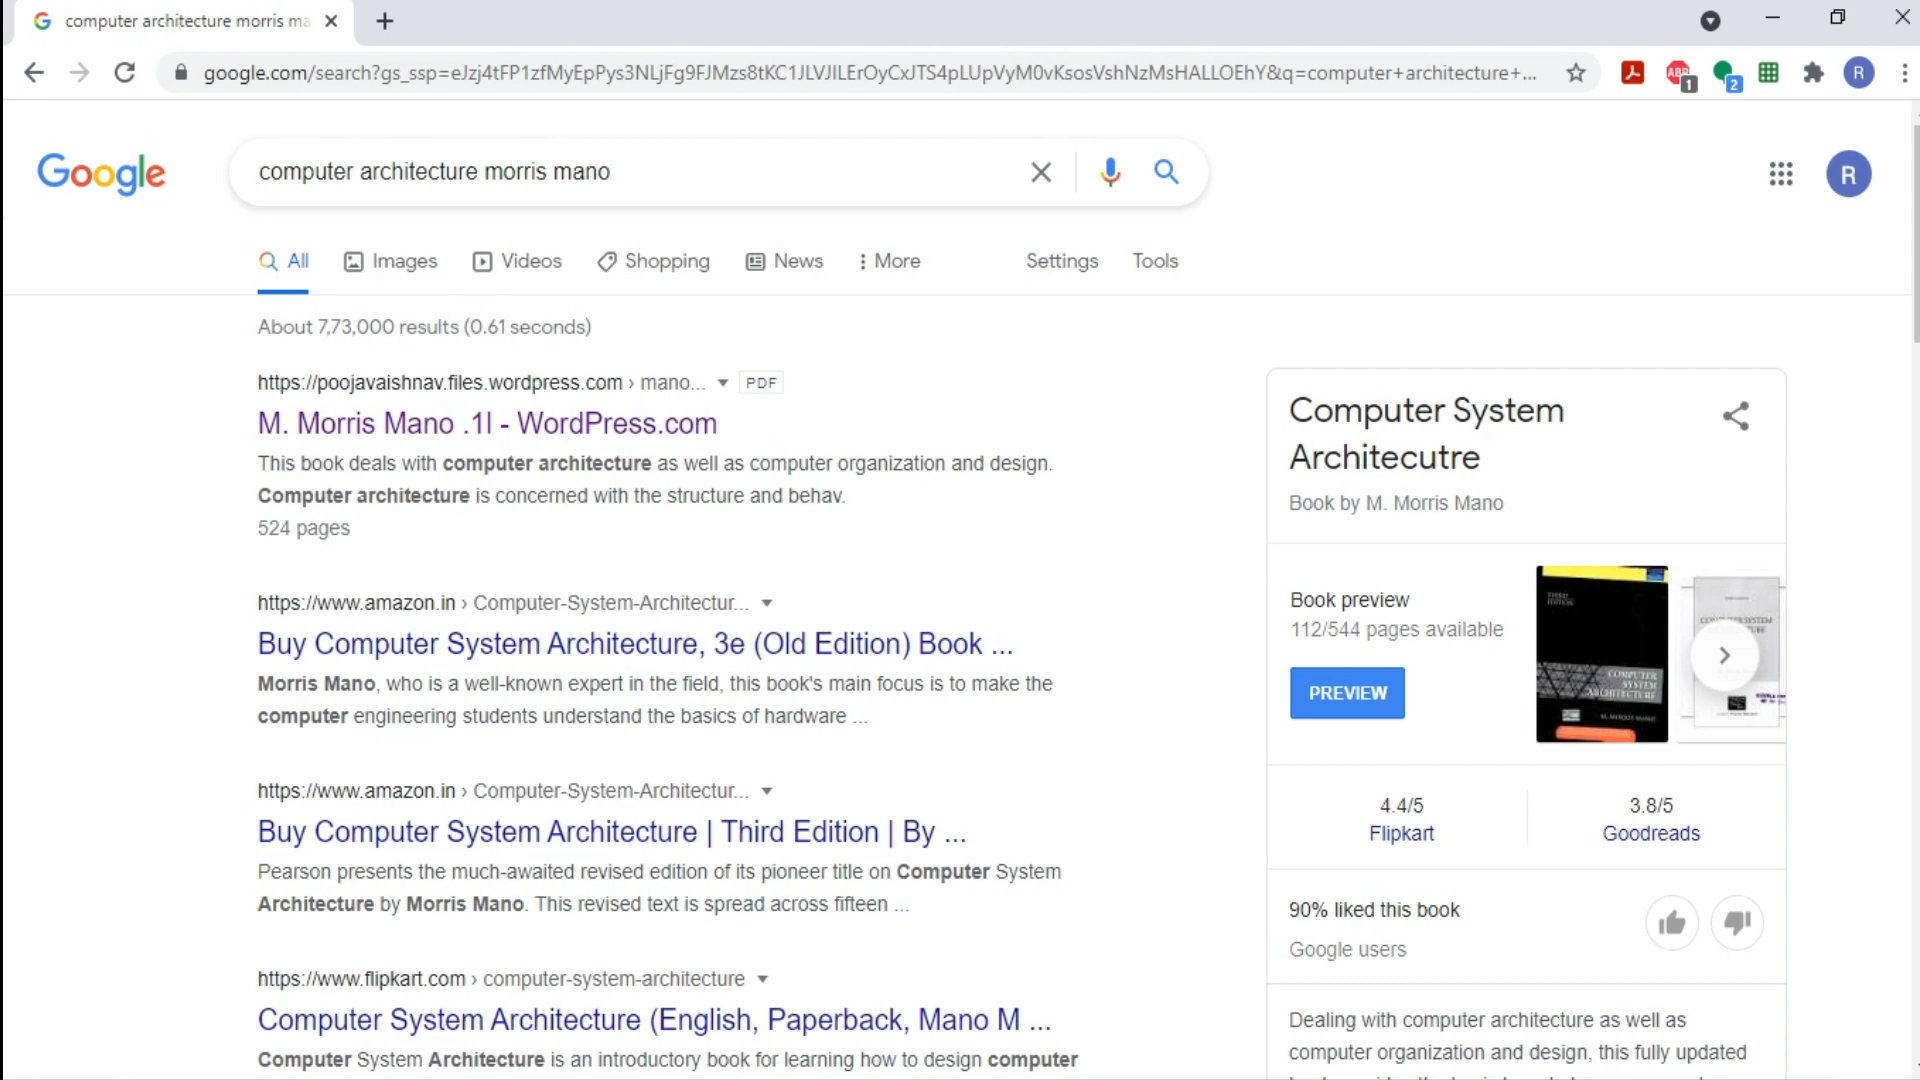 computer architecture morris ma
google.com/search?gs_ssp=eJzj4tFP1zfMyEpPys3NLjFg9FJMzs8tKC1JLVJILErOyCxJTS4pLUpVyM0vKsosVshNzMsHALLOEhY&q=computer+architecture+...
ABP 1 2 R
Google
computer architecture morris mano
R
All Images Videos Shopping News More Settings Tools
About 7,73,000 results (0.61 seconds)
https://poojavaishnav.files.wordpress.com › mano... PDF
M. Morris Mano .1l - WordPress.com
This book deals with computer architecture as well as computer organization and design.
Computer architecture is concerned with the structure and behav.
524 pages
https://www.amazon.in › Computer-System-Architectur...
Buy Computer System Architecture, 3e (Old Edition) Book ...
Morris Mano, who is a well-known expert in the field, this book's main focus is to make the
computer engineering students understand the basics of hardware ...
https://www.amazon.in › Computer-System-Architectur...
Buy Computer System Architecture | Third Edition | By ...
Pearson presents the much-awaited revised edition of its pioneer title on Computer System
Architecture by Morris Mano. This revised text is spread across fifteen ...
https://www.flipkart.com › computer-system-architecture
Computer System Architecture (English, Paperback, Mano M ...
Computer System Architecture is an introductory book for learning how to design computer
Computer System
Architecutre
Book by M. Morris Mano
Book preview
112/544 pages available
PREVIEW
THIRD
EDITION
COMPUTER
SYSTEM
ARCHITECTURE
M. MORRIS MANO
4.4/5
Flipkart
3.8/5
Goodreads
90% liked this book
Google users
Dealing with computer architecture as well as
computer organization and design, this fully updated